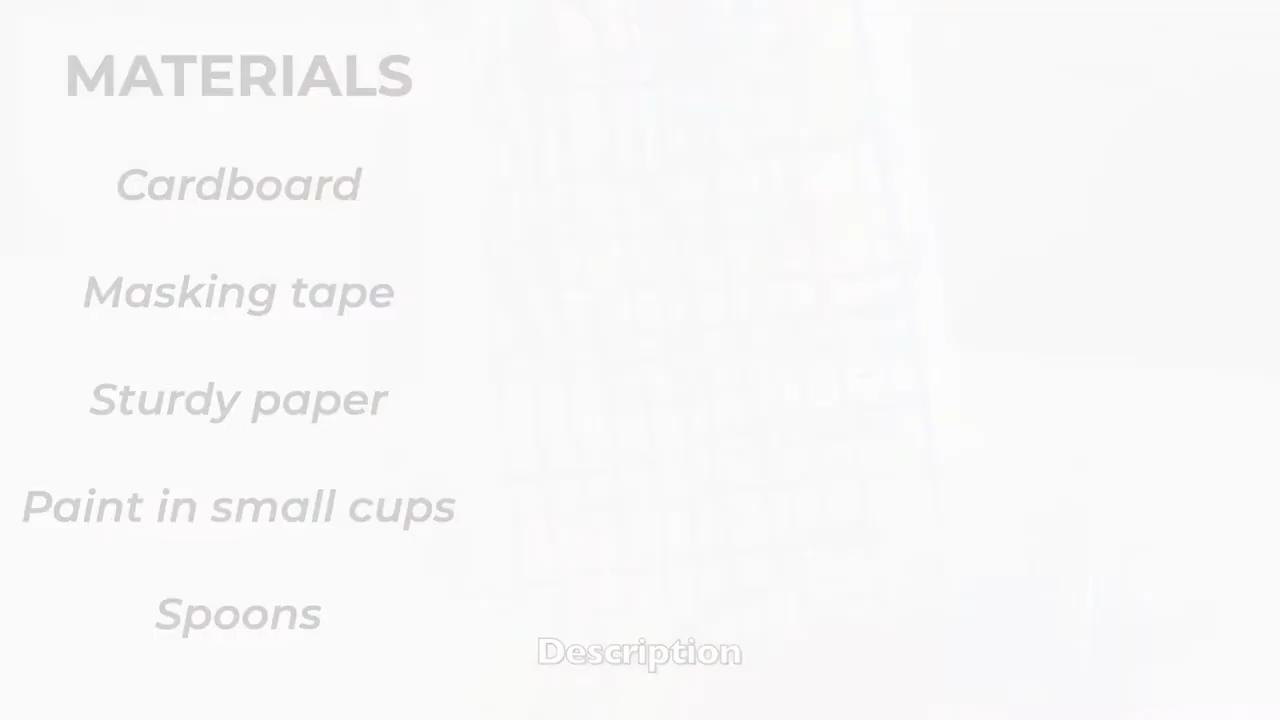 MATERIALS
Cardboard
Masking tape
Sturdy paper
Paint in small cups
Spoons
Description